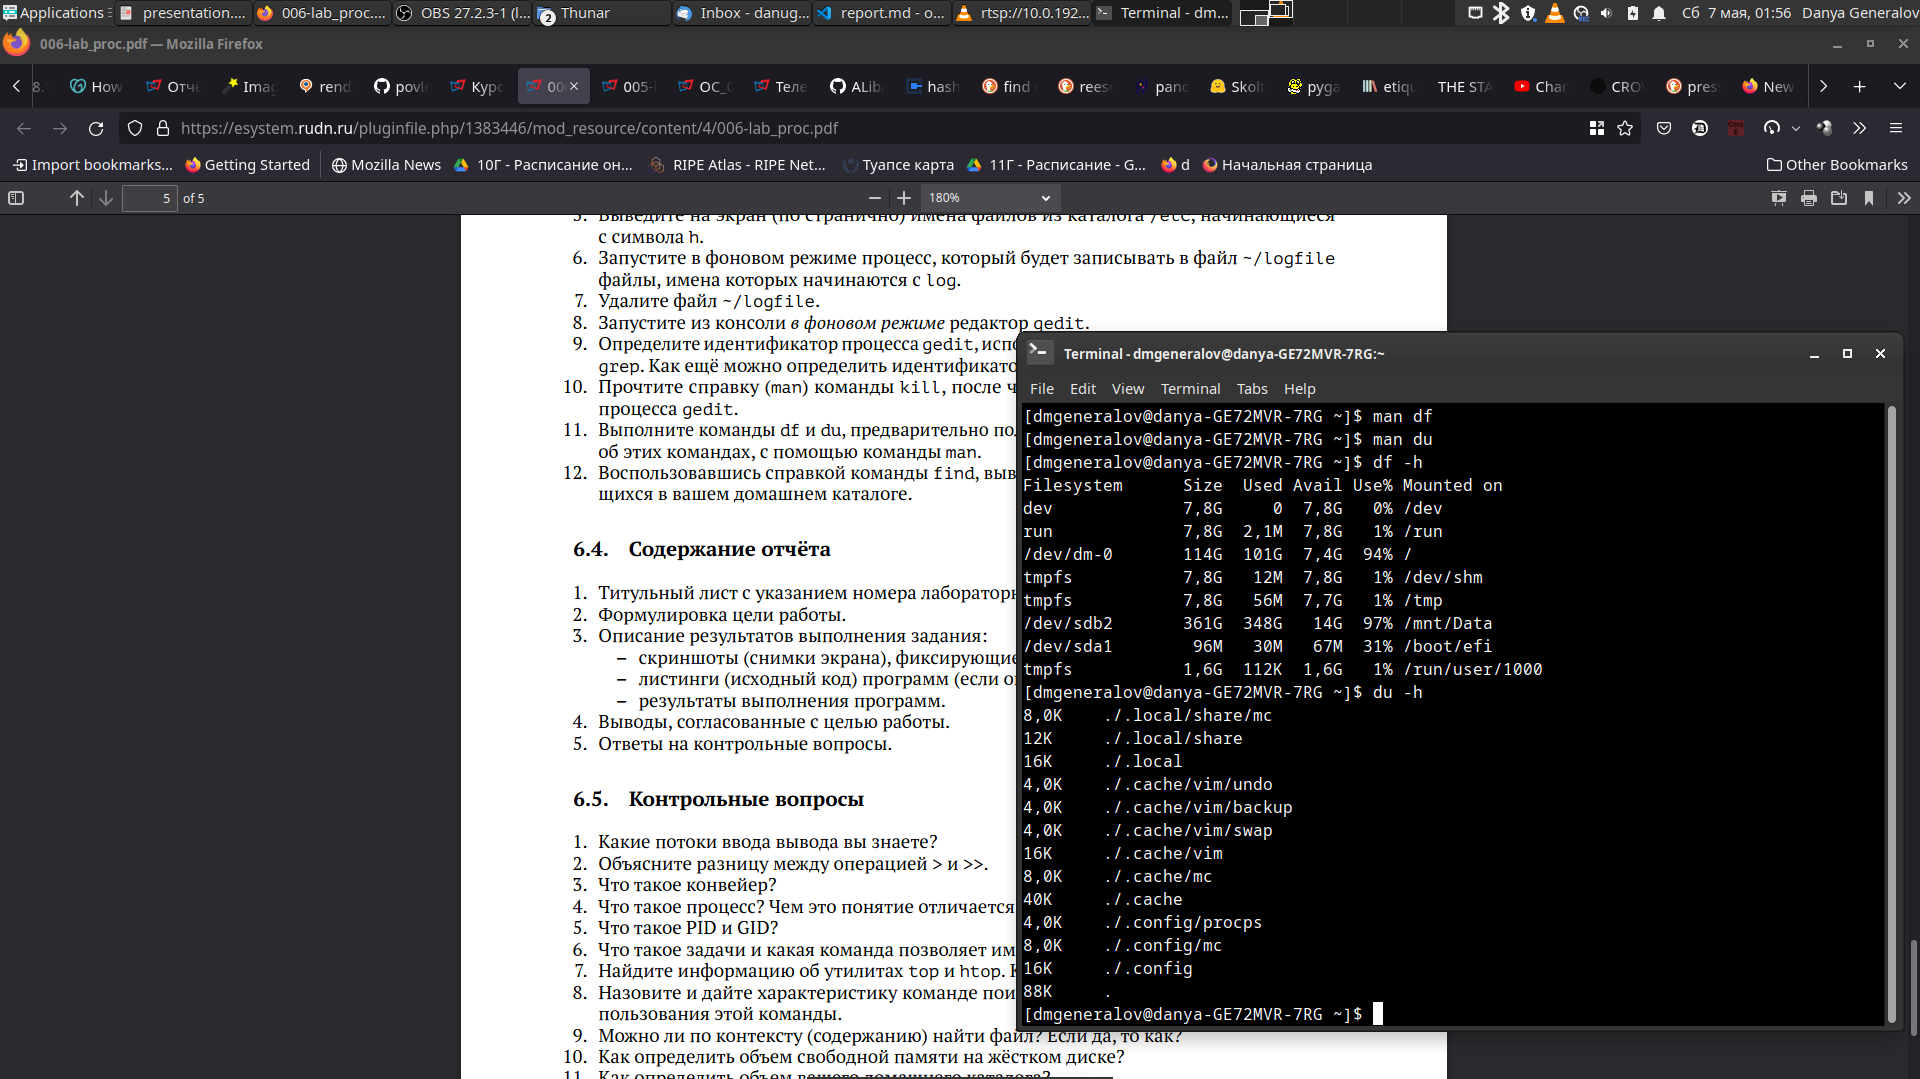 Applications
presentation....
006-lab_proc....
OBS 27.2.3-1 (l...
2
Thunar
Inbox - danug...
report.md - o...
rtsp://10.0.192...
Terminal - dm...
Сб 7 мая, 01:56
Danya Generalov
006-lab_proc.pdf — Mozilla Firefox
8.
How
Отч
Imag
rend
povl
Курс
00
005-
ОС_
Теле
ALib
hash
find
rees
pand
Skolt
pyga
etiqu
THE STA
Chan
CRO
pres
New
https://esystem.rudn.ru/pluginfile.php/1383446/mod_resource/content/4/006-lab_proc.pdf
Import bookmarks...
Getting Started
Mozilla News
10Г - Расписание он...
RIPE Atlas - RIPE Net...
Туапсе карта
11Г - Расписание - G...
d
Начальная страница
Other Bookmarks
5 of 5
180%
5. Выведите на экран (по странично) имена файлов из каталога /etc, начинающиеся
с символа h.
6. Запустите в фоновом режиме процесс, который будет записывать в файл ~/logfile
файлы, имена которых начинаются с log.
7. Удалите файл ~/logfile.
8. Запустите из консоли в фоновом режиме редактор gedit.
9. Определите идентификатор процесса gedit, испо
grep. Как ещё можно определить идентификато
10. Прочтите справку (man) команды kill, после ч
процесса gedit.
11. Выполните команды df и du, предварительно по
об этих командах, с помощью команды man.
12. Воспользовавшись справкой команды find, выв
щихся в вашем домашнем каталоге.
6.4. Содержание отчёта
1. Титульный лист с указанием номера лаборатор
2. Формулировка цели работы.
3. Описание результатов выполнения задания:
– скриншоты (снимки экрана), фиксирующие
– листинги (исходный код) программ (если о
– результаты выполнения программ.
4. Выводы, согласованные с целью работы.
5. Ответы на контрольные вопросы.
6.5. Контрольные вопросы
1. Какие потоки ввода вывода вы знаете?
2. Объясните разницу между операцией > и >>.
3. Что такое конвейер?
4. Что такое процесс? Чем это понятие отличается
5. Что такое PID и GID?
6. Что такое задачи и какая команда позволяет им
7. Найдите информацию об утилитах top и htop. К
8. Назовите и дайте характеристику команде пои
пользования этой команды.
9. Можно ли по контексту (содержанию) найти файл? Если да, то как?
10. Как определить объем свободной памяти на жёстком диске?
11. Как определить объем вашего домашнего каталога?
Terminal - dmgeneralov@danya-GE72MVR-7RG:~
File Edit View Terminal Tabs Help
[dmgeneralov@danya-GE72MVR-7RG ~]$ man df
[dmgeneralov@danya-GE72MVR-7RG ~]$ man du
[dmgeneralov@danya-GE72MVR-7RG ~]$ df -h
Filesystem      Size  Used Avail Use% Mounted on
dev             7,8G     0  7,8G   0% /dev
run             7,8G  2,1M  7,8G   1% /run
/dev/dm-0       114G  101G  7,4G  94% /
tmpfs           7,8G   12M  7,8G   1% /dev/shm
tmpfs           7,8G   56M  7,7G   1% /tmp
/dev/sdb2       361G  348G   14G  97% /mnt/Data
/dev/sda1        96M   30M   67M  31% /boot/efi
tmpfs           1,6G  112K  1,6G   1% /run/user/1000
[dmgeneralov@danya-GE72MVR-7RG ~]$ du -h
8,0K    ./.local/share/mc
12K     ./.local/share
16K     ./.local
4,0K    ./.cache/vim/undo
4,0K    ./.cache/vim/backup
4,0K    ./.cache/vim/swap
16K     ./.cache/vim
8,0K    ./.cache/mc
40K     ./.cache
4,0K    ./.config/procps
8,0K    ./.config/mc
16K     ./.config
88K     .
[dmgeneralov@danya-GE72MVR-7RG ~]$